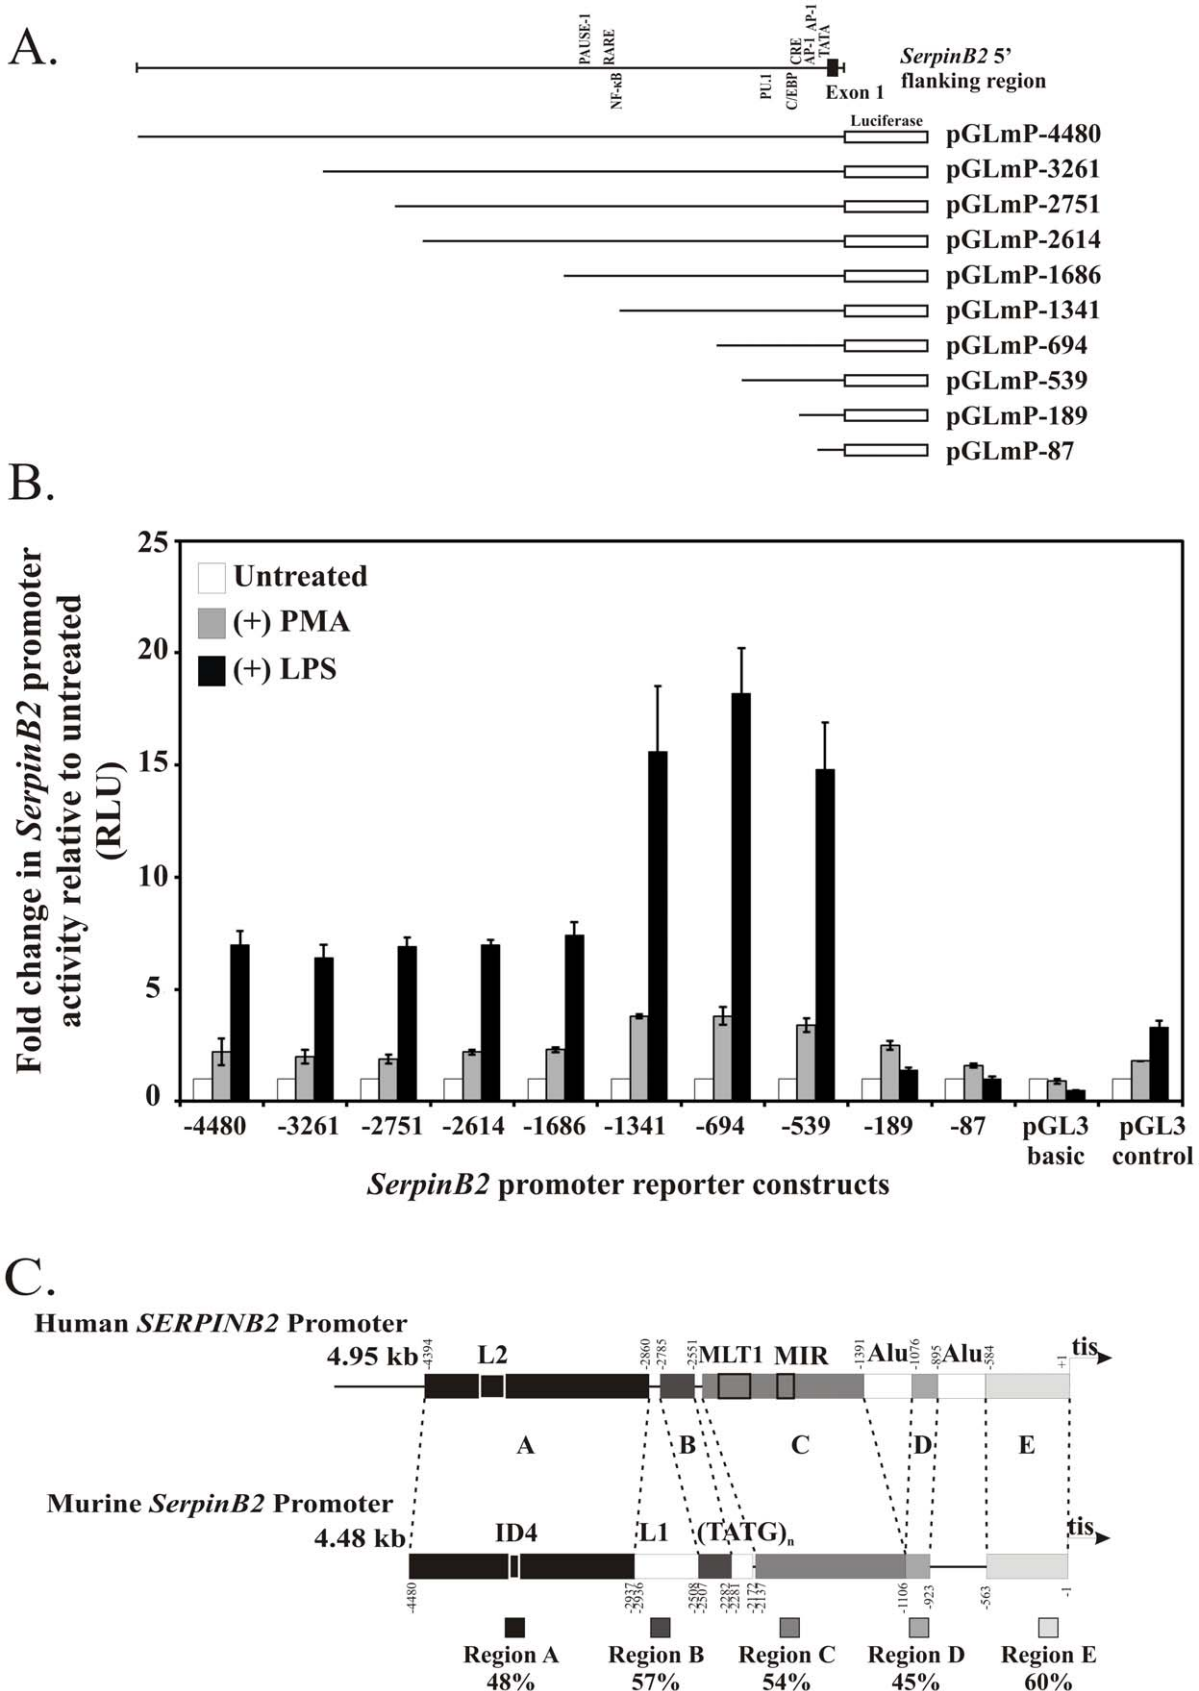 A.
PAUSE-1
RARE
NF-κB
PU.1
C/EBP
CRE
AP-1
AP-1
TATA
Exon 1
SerpinB2 5’
flanking region
Luciferase
pGLmP-4480
pGLmP-3261
pGLmP-2751
pGLmP-2614
pGLmP-1686
pGLmP-1341
pGLmP-694
pGLmP-539
pGLmP-189
pGLmP-87
B.
Fold change in SerpinB2 promoter
activity relative to untreated
(RLU)
25
20
15
10
5
0
Untreated
(+) PMA
(+) LPS
-4480 -3261 -2751 -2614 -1686 -1341 -694 -539 -189 -87 pGL3 pGL3
basic control
SerpinB2 promoter reporter constructs
C.
Human SERPINB2 Promoter
4.95 kb
-4394
L2
-2860
-2785
-2551
MLT1 MIR
-1391
Alu
-1076
-895
Alu
-584
+1
tis
A B C D E
Murine SerpinB2 Promoter
4.48 kb
ID4 L1 (TATG)n
tis
-4480
-2937
-2936
-2508
-2507
-2282
-2281
-2172
-2137
-1106
-923
-563
-1
Region A Region B Region C Region D Region E
48% 57% 54% 45% 60%